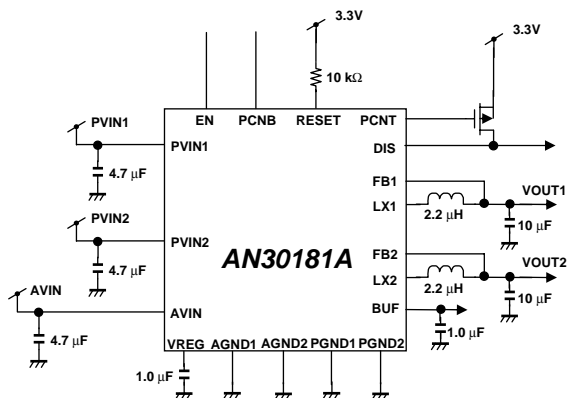 3.3V
3.3V
10 kΩ
EN
PCNB
RESET
PCNT
PVIN1
PVIN1
DIS
4.7 μF
FB1
VOUT1
LX1
2.2 μH
10 μF
PVIN2
PVIN2
4.7 μF
AN30181A
FB2
VOUT2
LX2
2.2 μH
10 μF
AVIN
AVIN
BUF
4.7 μF
1.0 μF
VREG
AGND1
AGND2
PGND1
PGND2
1.0 μF